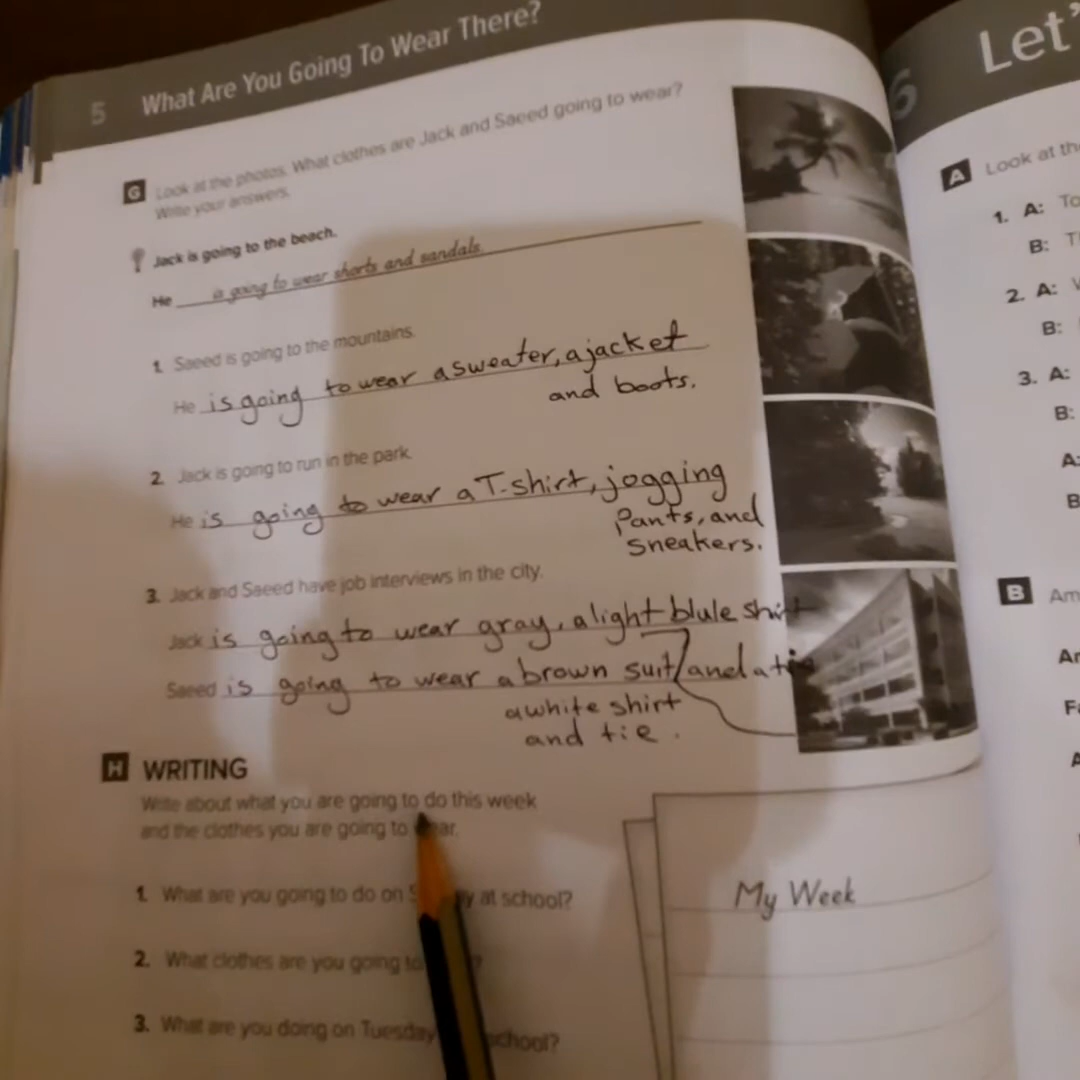 5 What Are You Going To Wear There?
G Look at the photos. What clothes are Jack and Saeed going to wear?
Write your answers.
Jack is going to the beach.
He is going to wear shorts and sandals.
1. Saeed is going to the mountains.
He is going to wear a sweater, a jacket
and boots.
2. Jack is going to run in the park.
He is going to wear a T-shirt, jogging
Pants, and
sneakers.
3. Jack and Saeed have job interviews in the city.
Jack is going to wear gray, a light blule shirt
Saeed is going to wear a brown suit and a tie
a white shirt
and tie.
H WRITING
Write about what you are going to do this week
and the clothes you are going to wear.
1. What are you going to do on at school?
2. What clothes are you going to
3. What are you doing on Tuesday school?
My Week
6 Let'
A Look at the
1. A: To
B:
2. A:
B:
3. A:
B:
A:
B
B Am